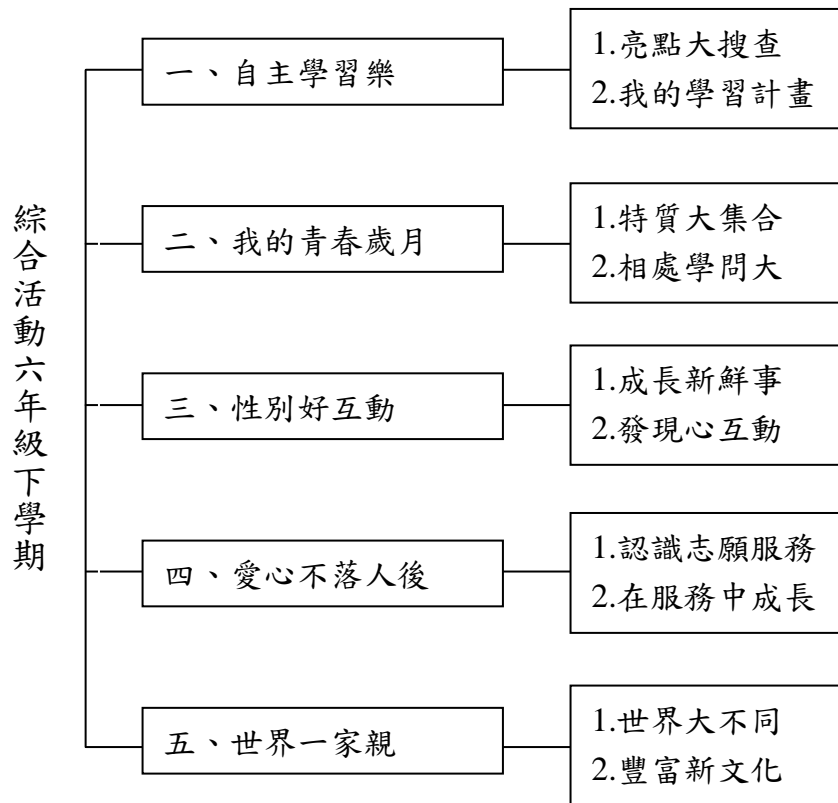 綜合活動六年級下學期
一、自主學習樂
1.亮點大搜查
2.我的學習計畫
二、我的青春歲月
1.特質大集合
2.相處學問大
三、性別好互動
1.成長新鮮事
2.發現心互動
四、愛心不落人後
1.認識志願服務
2.在服務中成長
五、世界一家親
1.世界大不同
2.豐富新文化